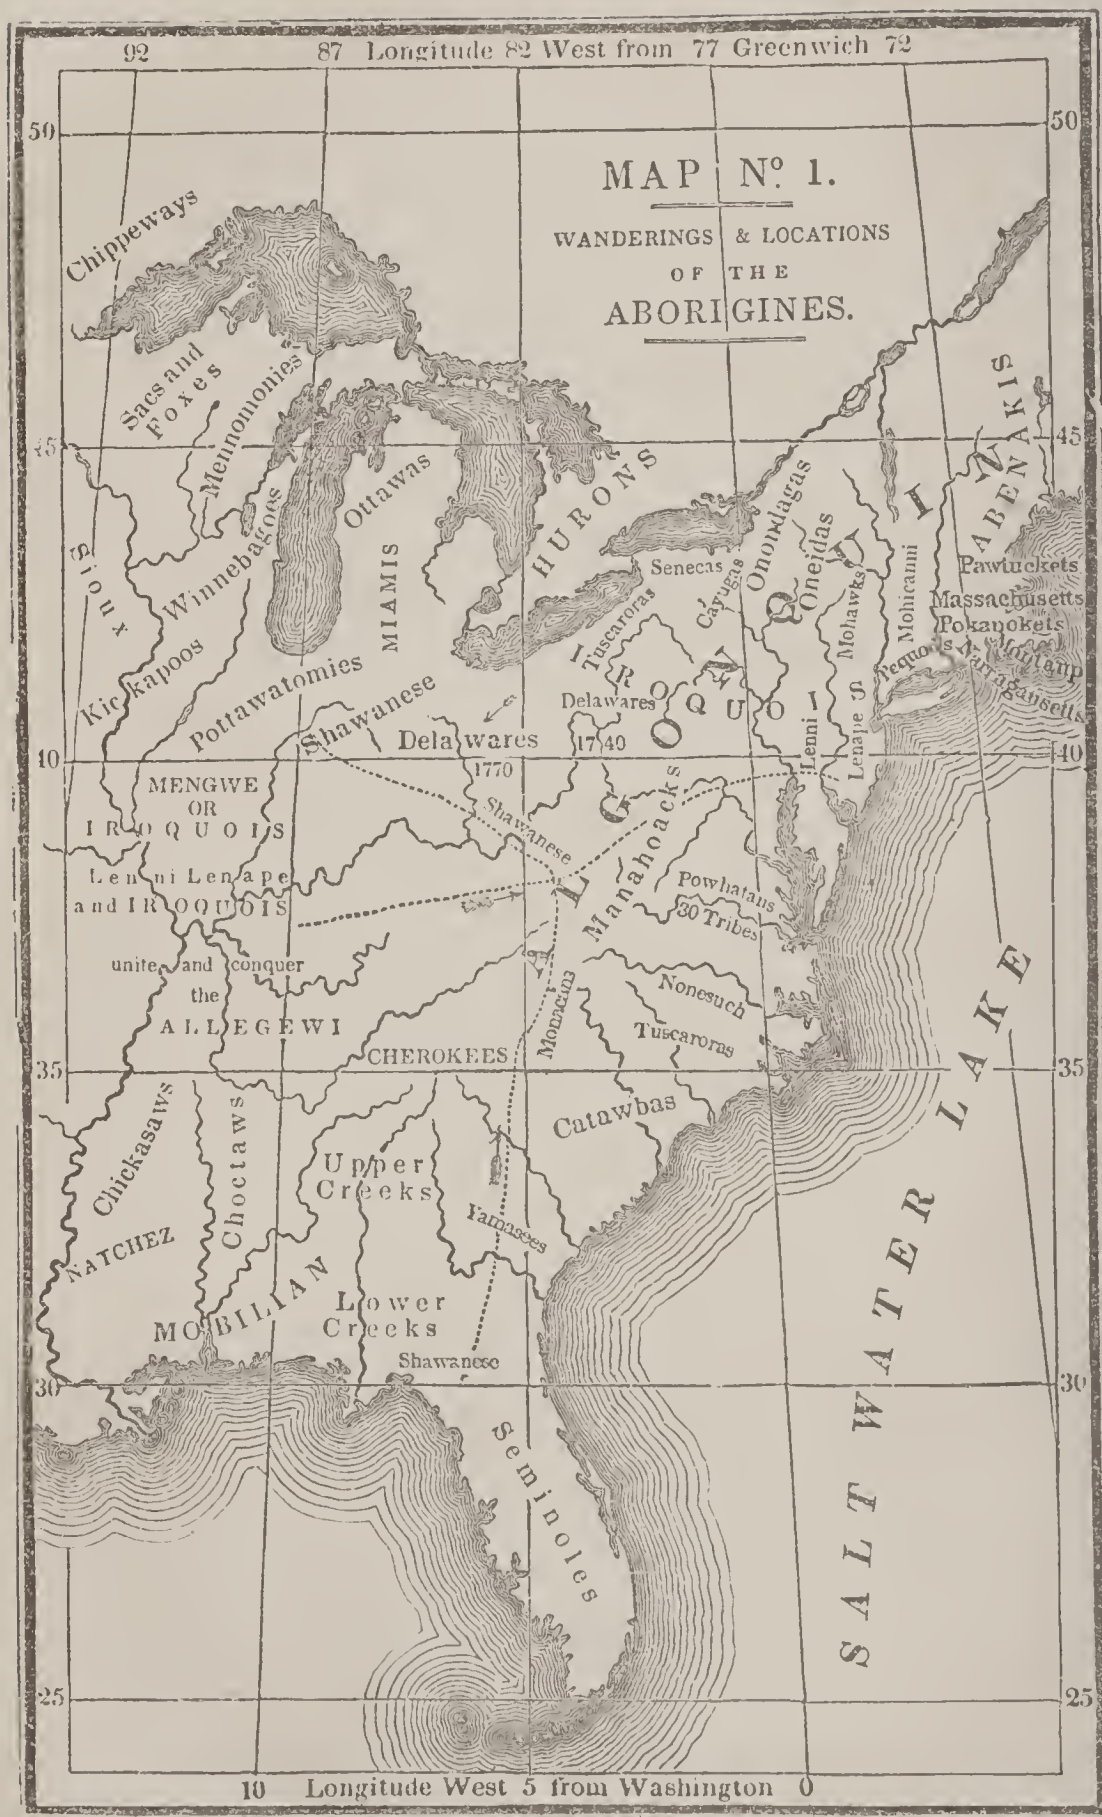 92 87 Longitude 82 West from 77 Greenwich 72
50 50
MAP Nº 1.
WANDERINGS & LOCATIONS
OF THE
ABORIGINES.
Chippeways
Sacs and
Foxes
Mennomonies
45 45
Ottawas
HURONS
ABENAKIS
Sioux
Winnebagoes
MIAMIS
Senecas
Cayugas
Onondagas
Oneidas
Mohawks
Mohicanni
Pawtuckets
Massachusetts
Pokanokets
Pequods
Narragansetts
Tuscaroras
IROQUOIS
Kickapoos
Pottawatomies
Shawanese
Delawares
Delawares
1740
1770
Lenni
Lenape
ALGONQUIN
40 40
MENGWE
OR
IROQUOIS
Shawanese
Lenni Lenape
and IROQUOIS
unite and conquer
the
ALLEGEWI
Manahoacks
Powhatans
30 Tribes
Monacans
Nonesuch
Tuscaroras
CHEROKEES
35 35
Catawbas
Chickasaws
Choctaws
Upper
Creeks
Yamasees
NATCHEZ
MOBILIAN
Lower
Creeks
Shawanese
30 30
Seminoles
SALT WATER LAKE
25 25
10 Longitude West 5 from Washington 0